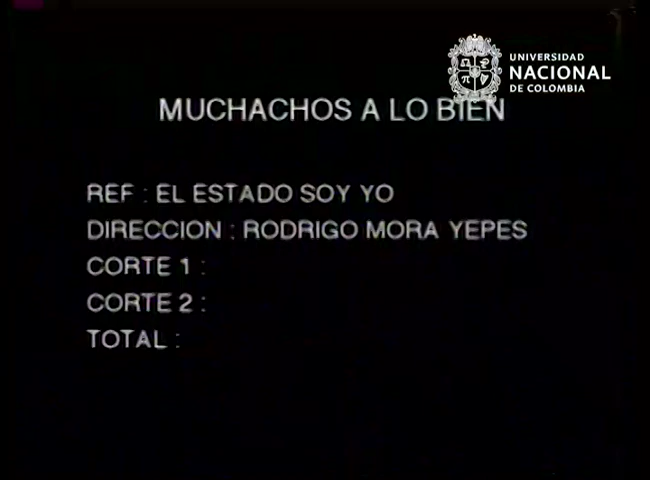 UNIVERSIDAD
NACIONAL
DE COLOMBIA
MUCHACHOS A LO BIEN
REF : EL ESTADO SOY YO
DIRECCION : RODRIGO MORA YEPES
CORTE 1 :
CORTE 2 :
TOTAL :